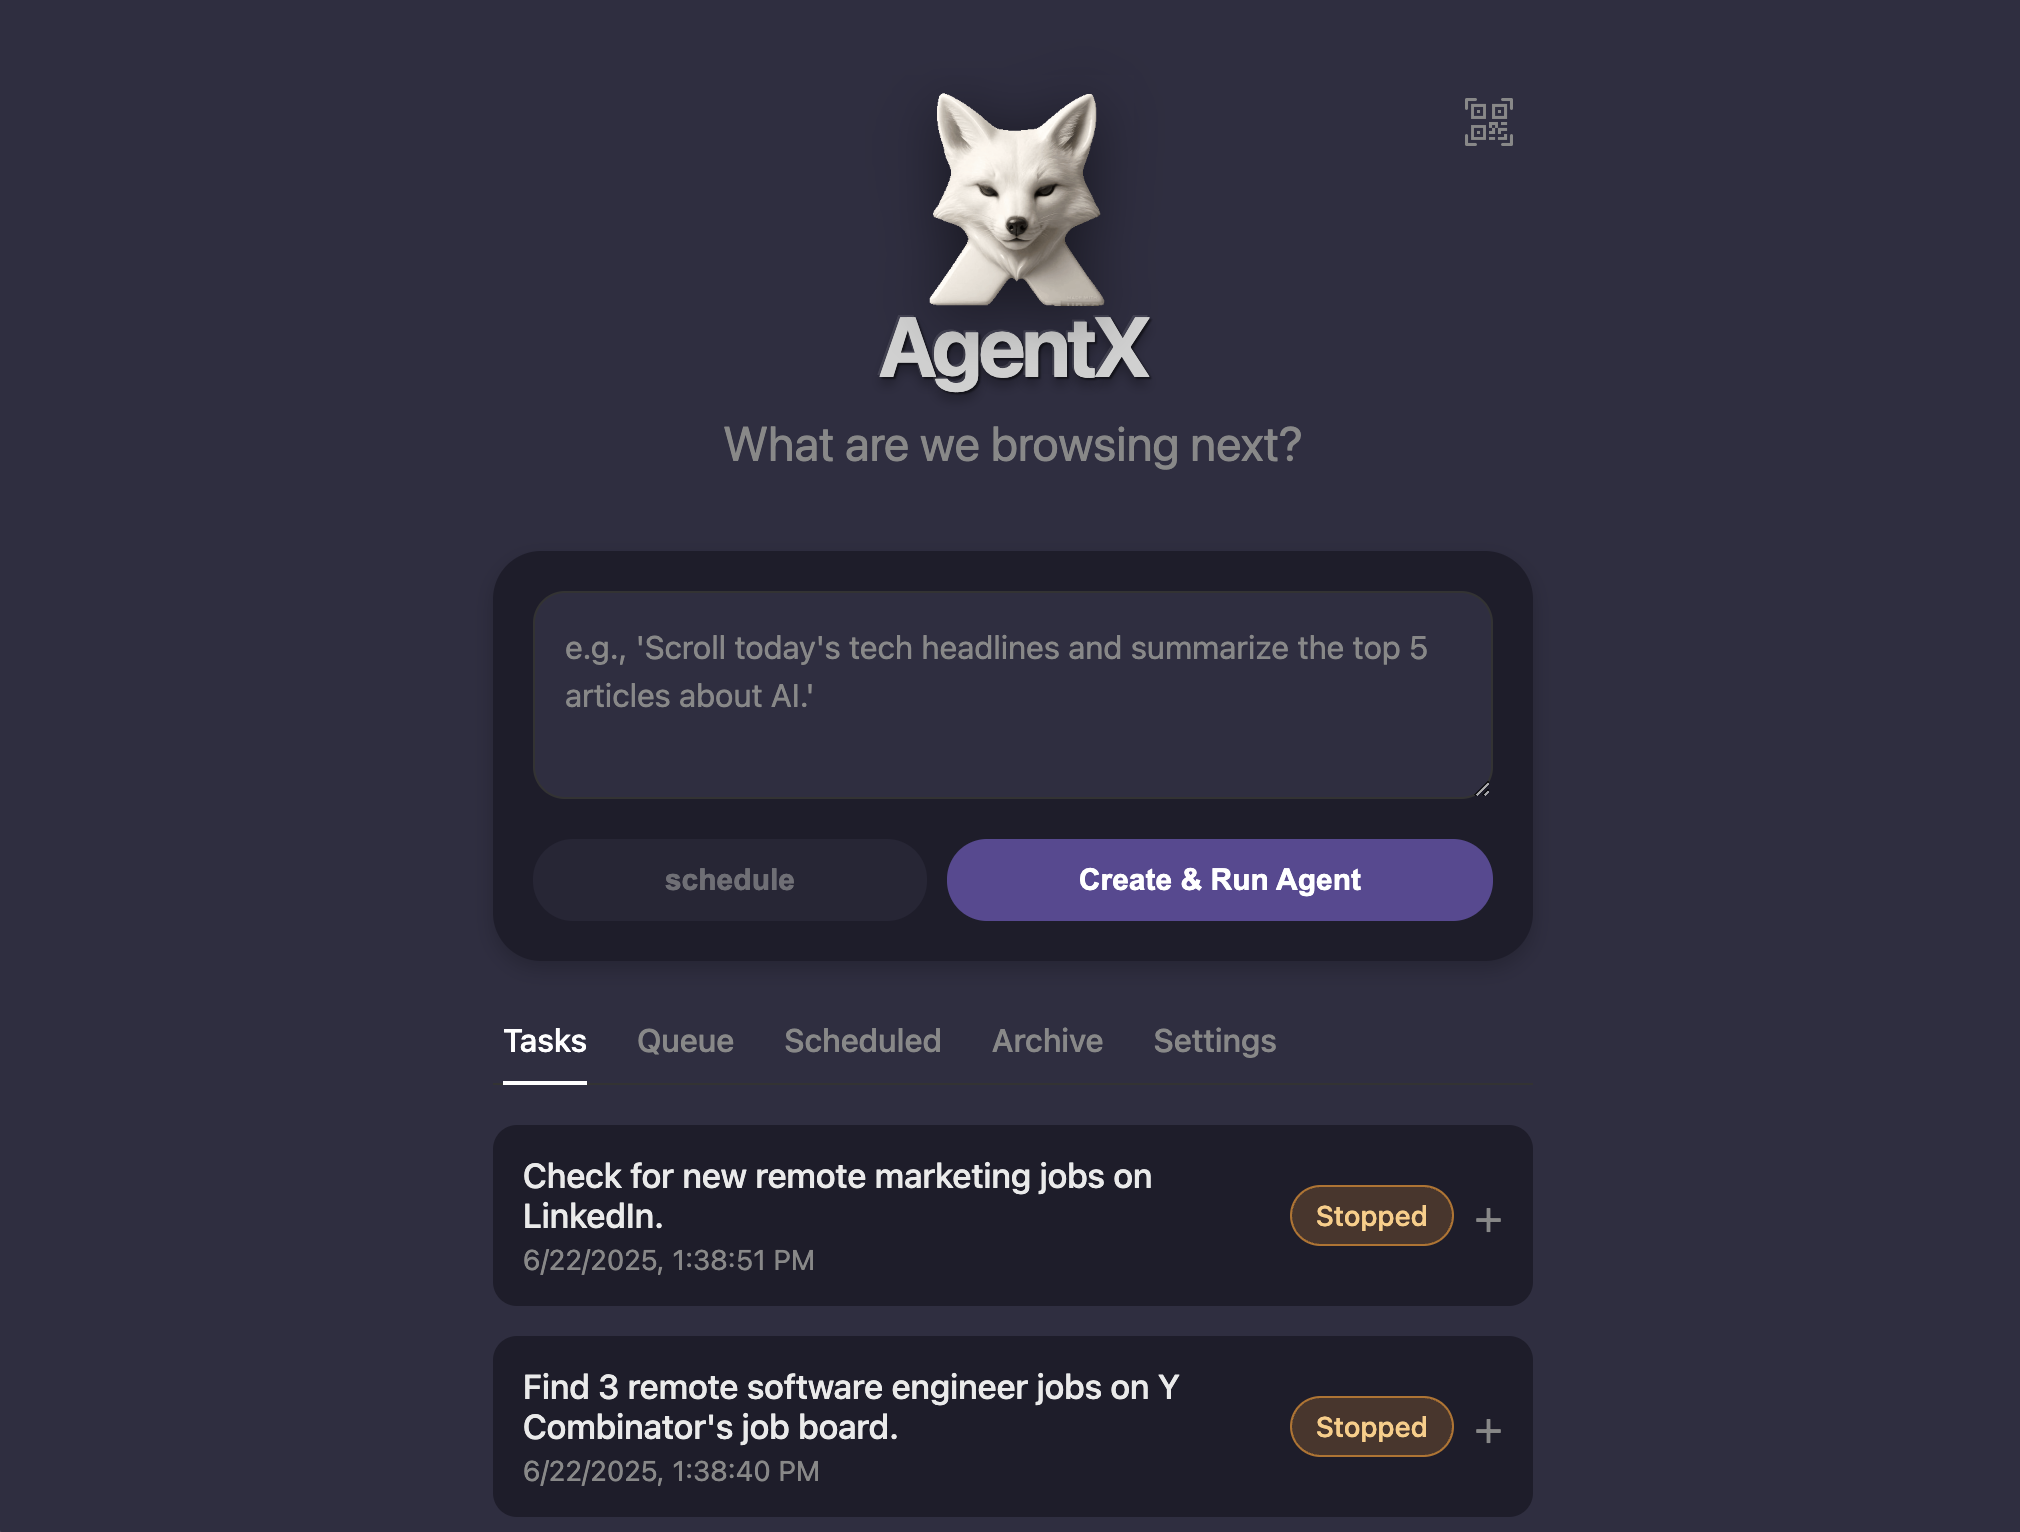 AgentX
What are we browsing next?
e.g., 'Scroll today's tech headlines and summarize the top 5
articles about AI.'
schedule
Create & Run Agent
Tasks
Queue
Scheduled
Archive
Settings
Check for new remote marketing jobs on
LinkedIn.
6/22/2025, 1:38:51 PM
Stopped
Find 3 remote software engineer jobs on Y
Combinator's job board.
6/22/2025, 1:38:40 PM
Stopped